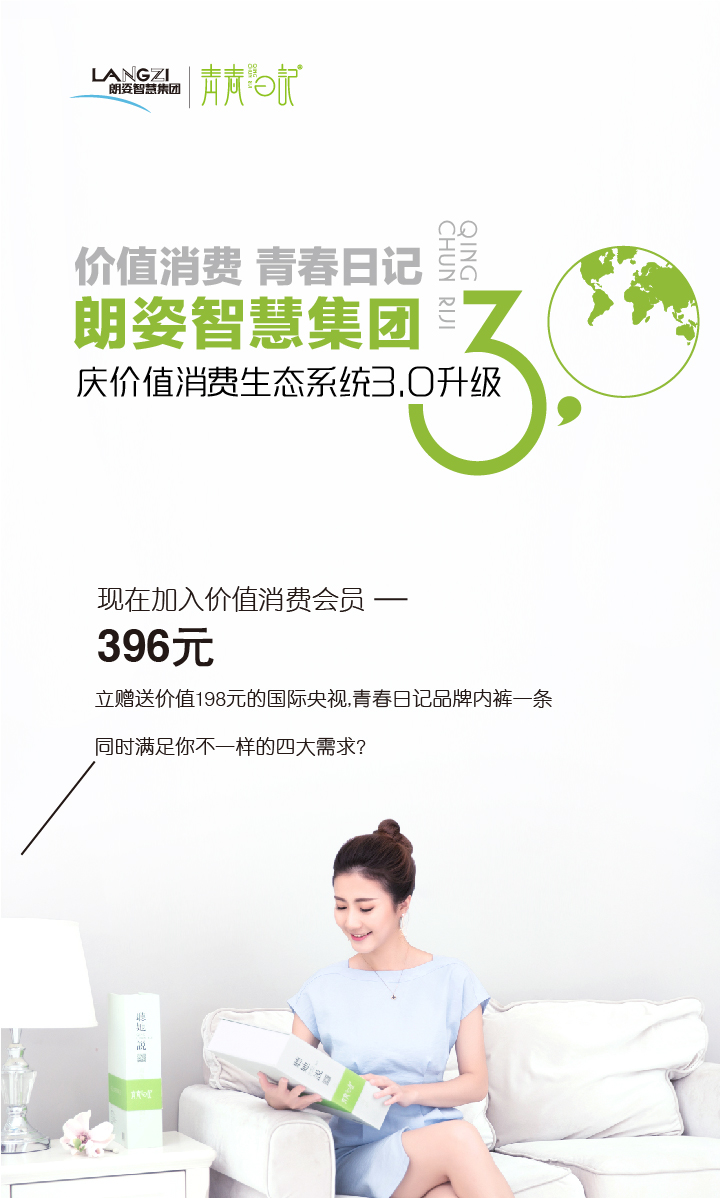 LANGZI
朗姿智慧集团
青春日記
QING
CHUN RIJI
价值消费 青春日记
朗姿智慧集团
3.0
庆价值消费生态系统3.0升级
现在加入价值消费会员 —
396元
立赠送价值198元的国际央视,青春日记品牌内裤一条
同时满足你不一样的四大需求?